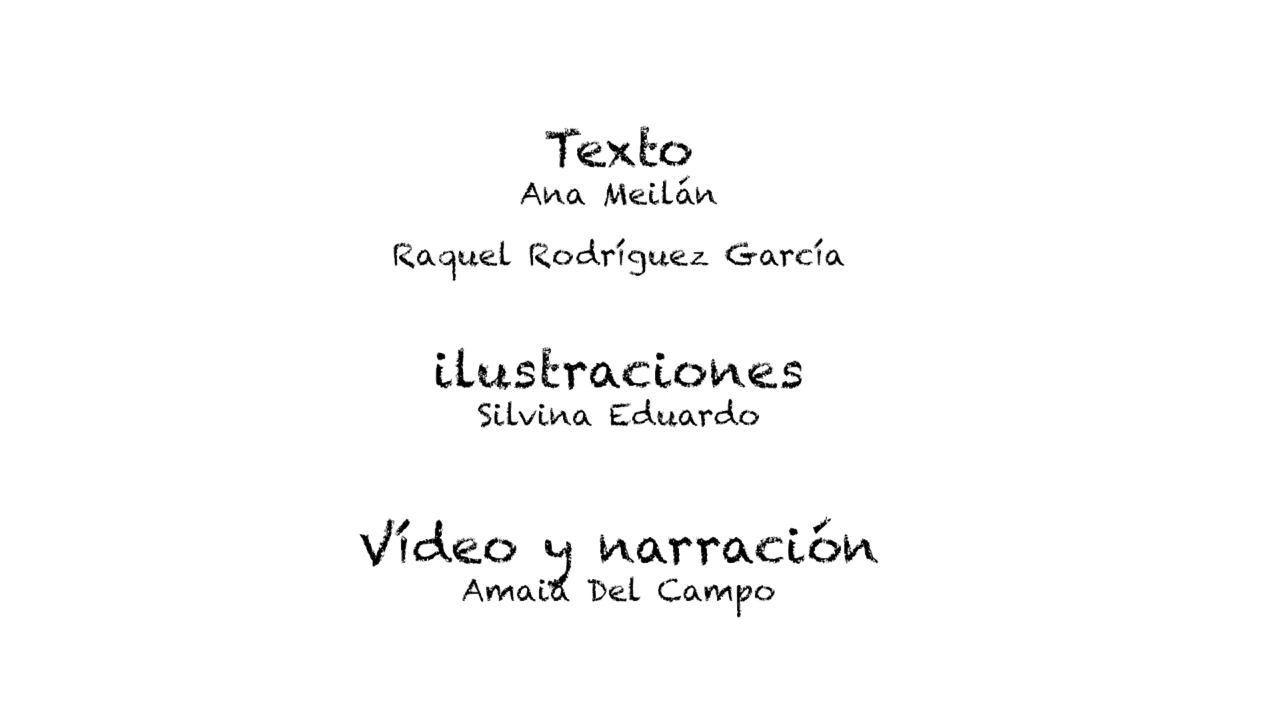 Texto
Ana Meilán
Raquel Rodríguez García
ilustraciones
Silvina Eduardo
Vídeo y narración
Amaia Del Campo